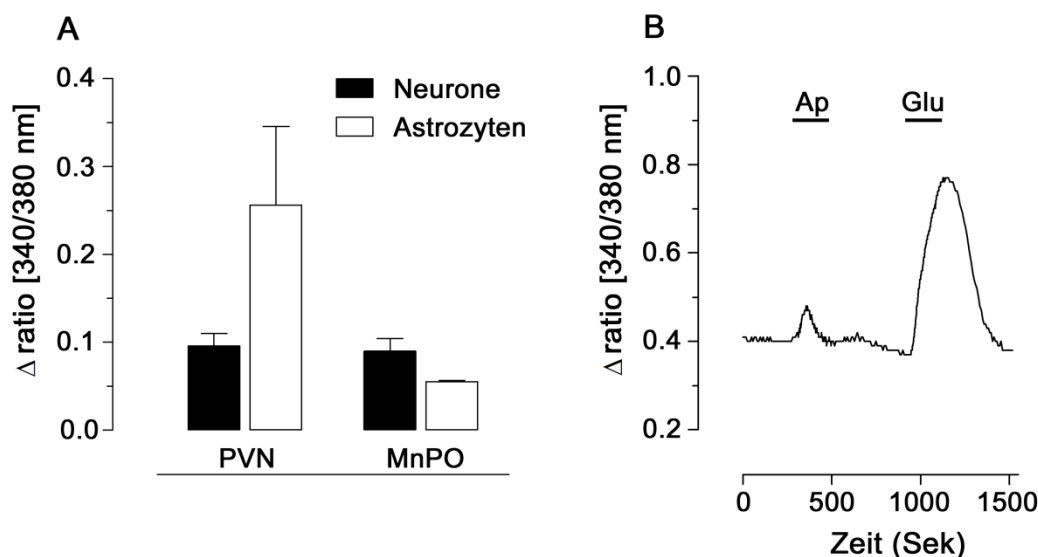 A
Δ ratio [340/380 nm]
0.4
0.3
0.2
0.1
0.0
Neurone
Astrozyten
PVN MnPO
B
Δ ratio [340/380 nm]
1.0
0.8
0.6
0.4
0.2
Ap Glu
0 500 1000 1500
Zeit (Sek)